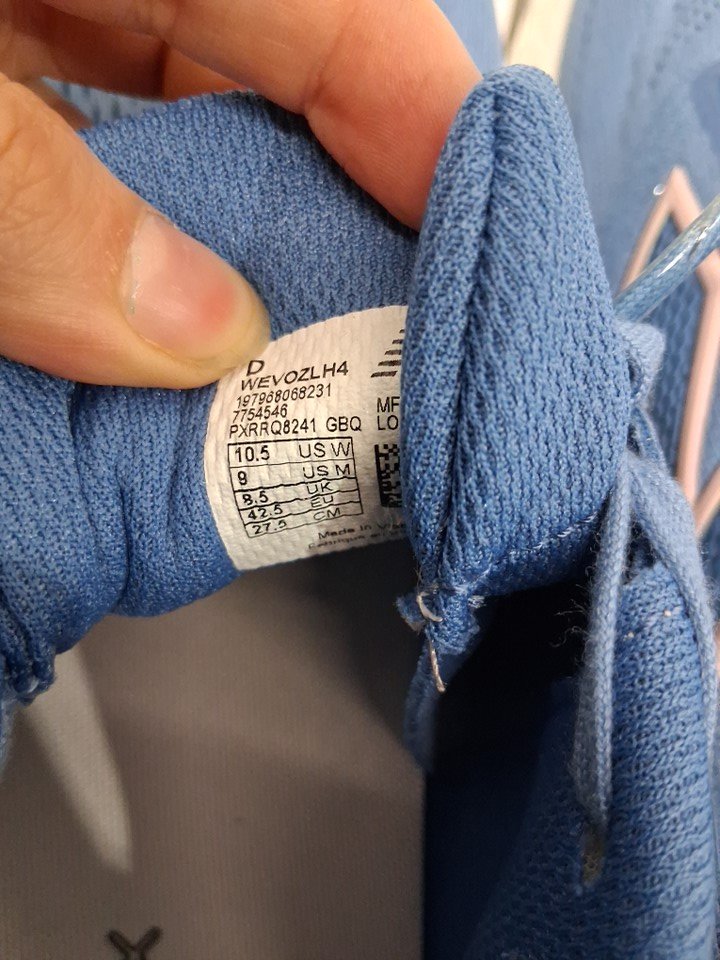 D
WEVOZLH4
197968068231
7754546
PXRRQ8241 GBQ
MF
LO
10.5 US W
9 US M
8.5 UK
42.5 EU
27.5 CM
Made in
Fabrique